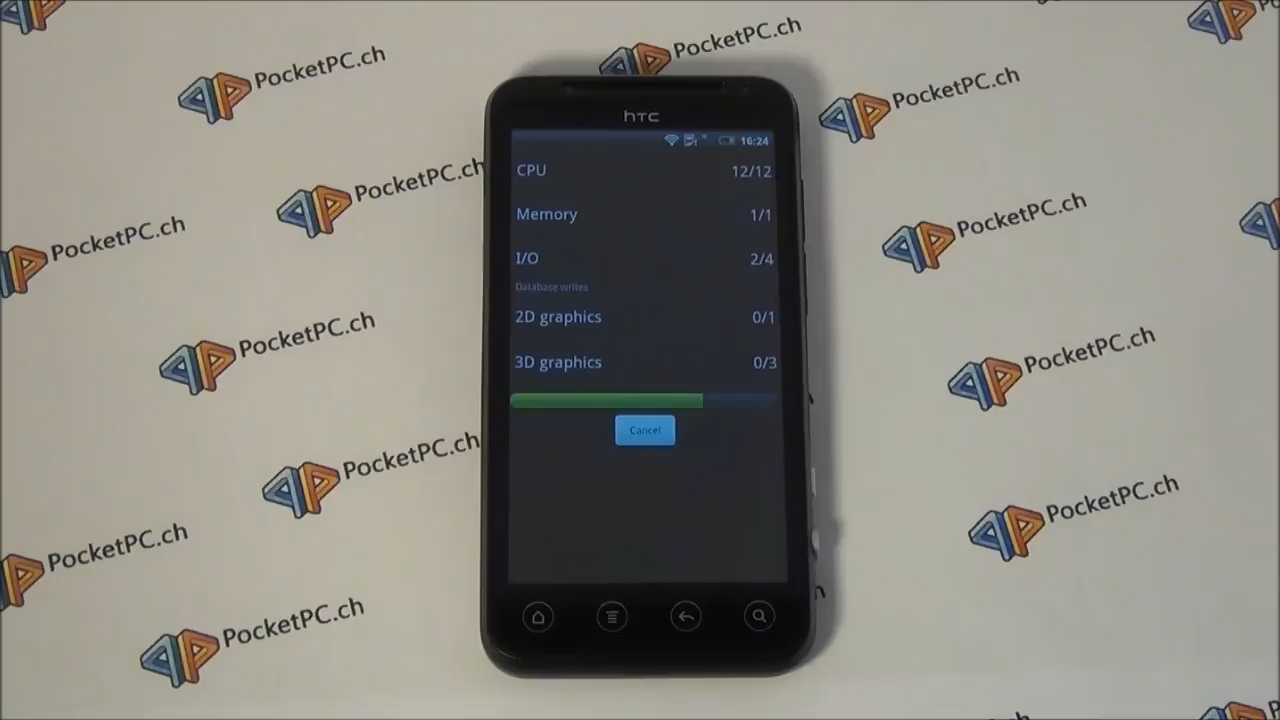 PocketPC.ch
PocketPC.ch
PocketPC.ch
hTC
16:24
CPU 12/12
Memory 1/1
I/O 2/4
Database writes
2D graphics 0/1
3D graphics 0/3
Cancel
PocketPC.ch
PocketPC.ch
PocketPC.ch
PocketPC.ch
PocketPC.ch
PocketPC.ch
PocketPC.ch
PocketPC.ch
PocketPC.ch